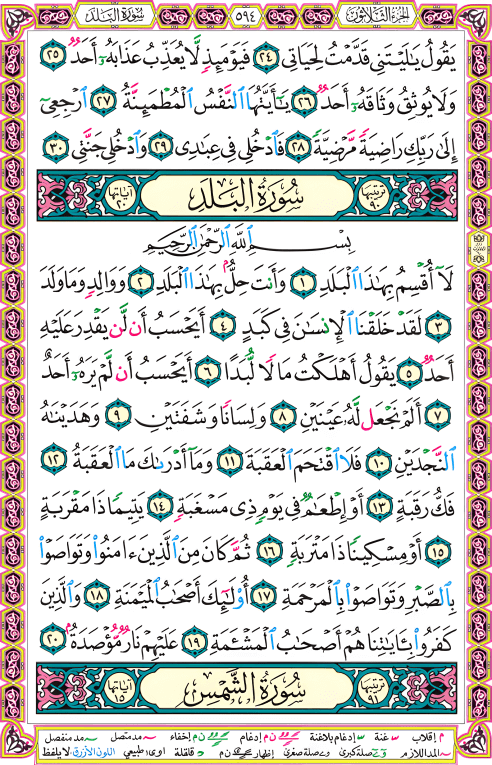 الجزء الثلاثون ٥٩٤ سورة البلد
يَقُولُ يَٰلَيْتَنِى قَدَّمْتُ لِحَيَاتِى ٢٤ فَيَوْمَئِذٍ لَّا يُعَذِّبُ عَذَابَهُۥٓ أَحَدٌ ٢٥
وَلَا يُوثِقُ وَثَاقَهُۥٓ أَحَدٌ ٢٦ يَٰٓأَيَّتُهَا ٱلنَّفْسُ ٱلْمُطْمَئِنَّةُ ٢٧ ٱرْجِعِىٓ
إِلَىٰ رَبِّكِ رَاضِيَةً مَّرْضِيَّةً ٢٨ فَٱدْخُلِى فِى عِبَٰدِى ٢٩ وَٱدْخُلِى جَنَّتِى ٣٠
ترتيبها ٩٠ سُورَةُ الْبَلَدِ آياتها ٢٠
بِسْمِ ٱللَّهِ ٱلرَّحْمَٰنِ ٱلرَّحِيمِ
لَآ أُقْسِمُ بِهَٰذَا ٱلْبَلَدِ ١ وَأَنتَ حِلٌّۢ بِهَٰذَا ٱلْبَلَدِ ٢ وَوَالِدٍ وَمَا وَلَدَ
٣ لَقَدْ خَلَقْنَا ٱلْإِنسَٰنَ فِى كَبَدٍ ٤ أَيَحْسَبُ أَن لَّن يَقْدِرَ عَلَيْهِ
أَحَدٌ ٥ يَقُولُ أَهْلَكْتُ مَالًا لُّبَدًا ٦ أَيَحْسَبُ أَن لَّمْ يَرَهُۥٓ أَحَدٌ
٧ أَلَمْ نَجْعَل لَّهُۥ عَيْنَيْنِ ٨ وَلِسَانًا وَشَفَتَيْنِ ٩ وَهَدَيْنَٰهُ
ٱلنَّجْدَيْنِ ١٠ فَلَا ٱقْتَحَمَ ٱلْعَقَبَةَ ١١ وَمَآ أَدْرَىٰكَ مَا ٱلْعَقَبَةُ ١٢
فَكُّ رَقَبَةٍ ١٣ أَوْ إِطْعَٰمٌ فِى يَوْمٍ ذِى مَسْغَبَةٍ ١٤ يَتِيمًا ذَا مَقْرَبَةٍ
١٥ أَوْ مِسْكِينًا ذَا مَتْرَبَةٍ ١٦ ثُمَّ كَانَ مِنَ ٱلَّذِينَ ءَامَنُوا۟ وَتَوَاصَوْا۟
بِٱلصَّبْرِ وَتَوَاصَوْا۟ بِٱلْمَرْحَمَةِ ١٧ أُو۟لَٰٓئِكَ أَصْحَٰبُ ٱلْمَيْمَنَةِ ١٨ وَٱلَّذِينَ
كَفَرُوا۟ بِـَٔايَٰتِنَا هُمْ أَصْحَٰبُ ٱلْمَشْـَٔمَةِ ١٩ عَلَيْهِمْ نَارٌ مُّؤْصَدَةٌۢ ٢٠
ترتيبها ٩١ سُورَةُ الشَّمْسِ آياتها ١٥
م إقلاب س غنة س إدغام بلاغنة ن م إدغام ن م إخفاء ~ مد متصل ~ مد منفصل
~ المد اللازم صلة كبرى صلة صغرى إظهار ن م قلقلة اوى: طبيعي اللون الأزرق: لا يلفظ